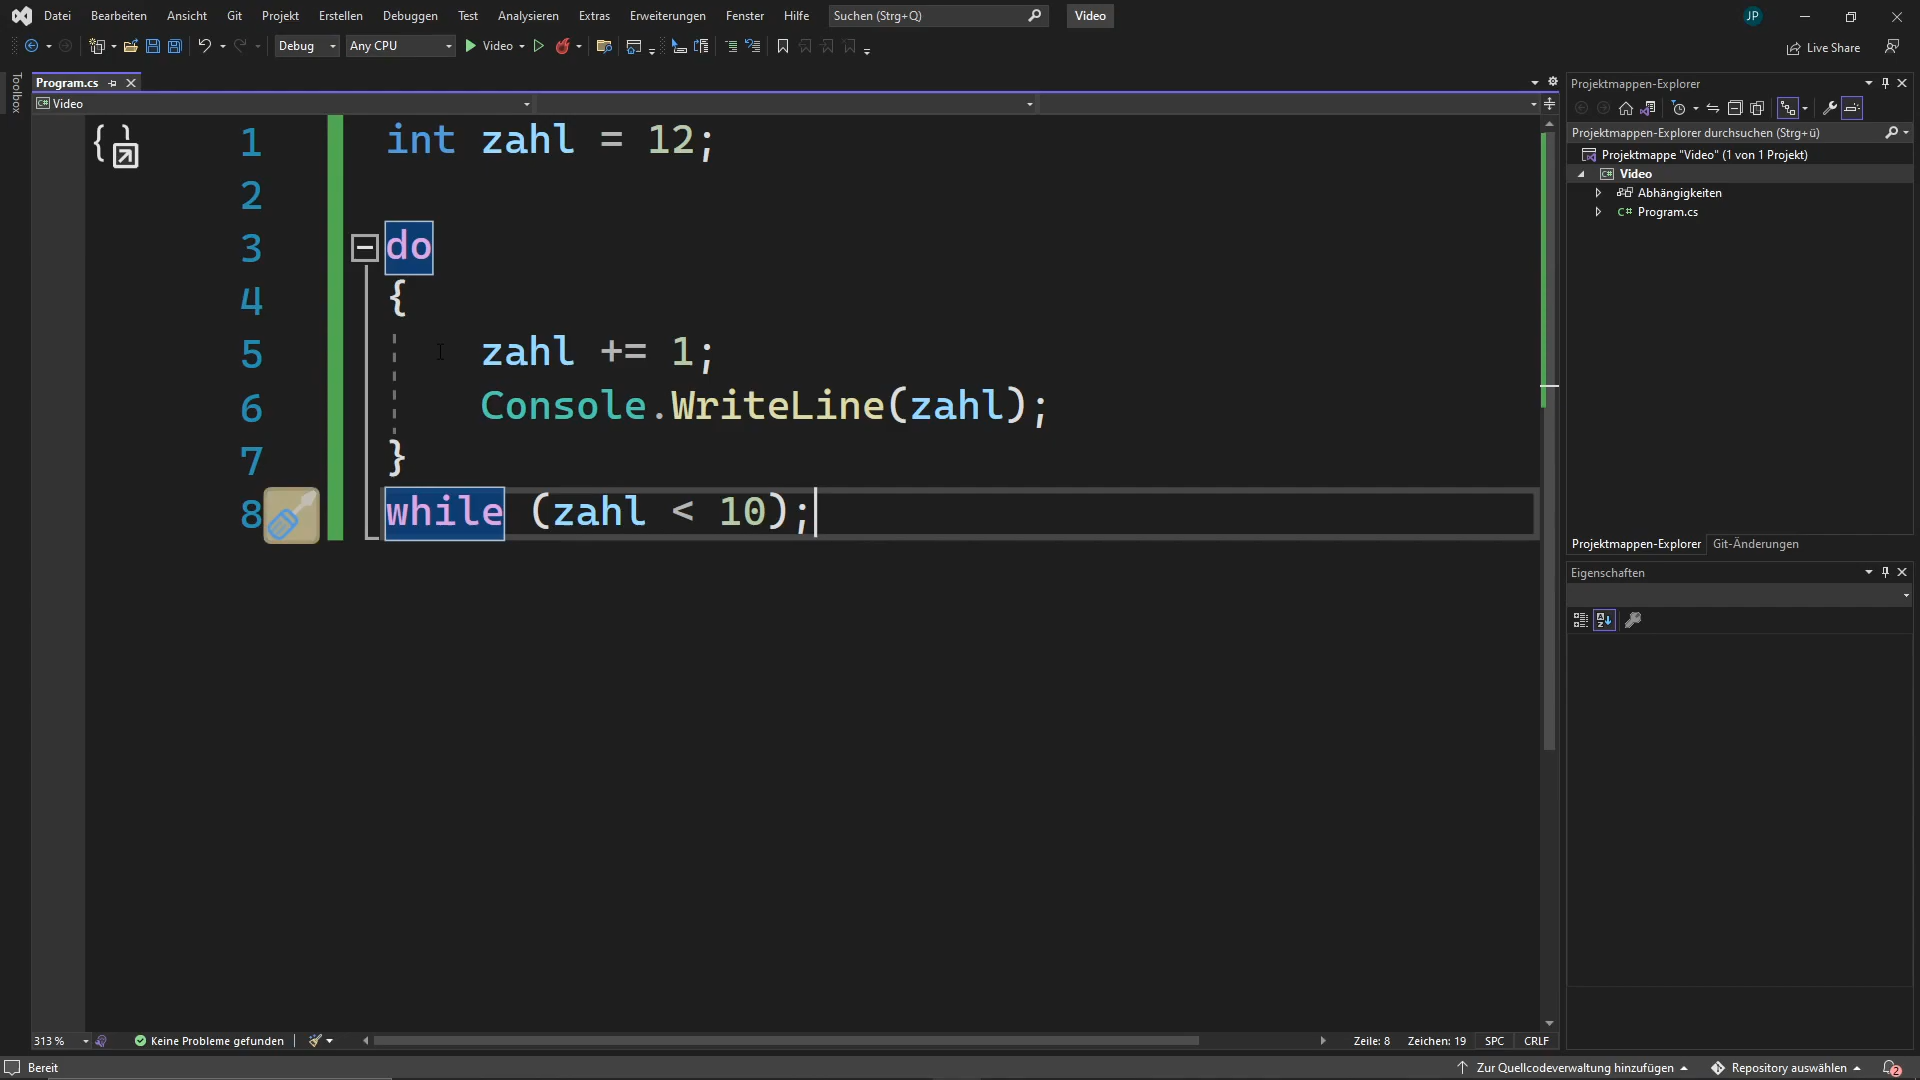 Datei Bearbeiten Ansicht Git Projekt Erstellen Debuggen Test Analysieren Extras Erweiterungen Fenster Hilfe Suchen (Strg+Q) Video JP
Debug Any CPU Video Live Share
Toolbox
Program.cs
C# Video
1 int zahl = 12;
2
3 do
4 {
5 zahl += 1;
6 Console.WriteLine(zahl);
7 }
8 while (zahl < 10);
Projektmappen-Explorer
Projektmappen-Explorer durchsuchen (Strg+ü)
Projektmappe "Video" (1 von 1 Projekt)
C# Video
Abhängigkeiten
C# Program.cs
Projektmappen-Explorer Git-Änderungen
Eigenschaften
313 % Keine Probleme gefunden Zeile: 8 Zeichen: 19 SPC CRLF
Bereit Zur Quellcodeverwaltung hinzufügen Repository auswählen 2